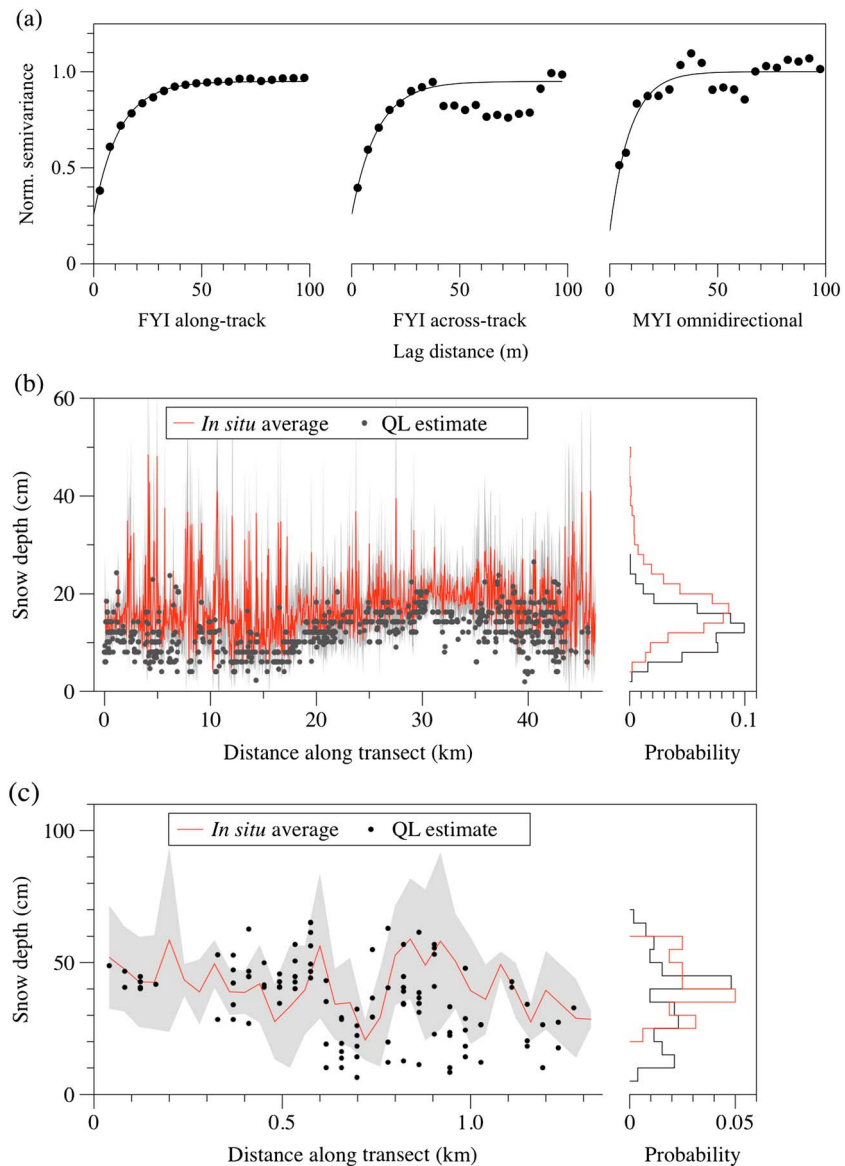 (a)
Norm. semivariance
1.0
0.5
0
0 50 100
0 50 100
0 50 100
FYI along-track
FYI across-track
MYI omnidirectional
Lag distance (m)
(b)
60
In situ average
QL estimate
Snow depth (cm)
40
20
0
0 10 20 30 40
0 0.1
Distance along transect (km)
Probability
(c)
100
In situ average
QL estimate
Snow depth (cm)
50
0
0 0.5 1.0
0 0.05
Distance along transect (km)
Probability